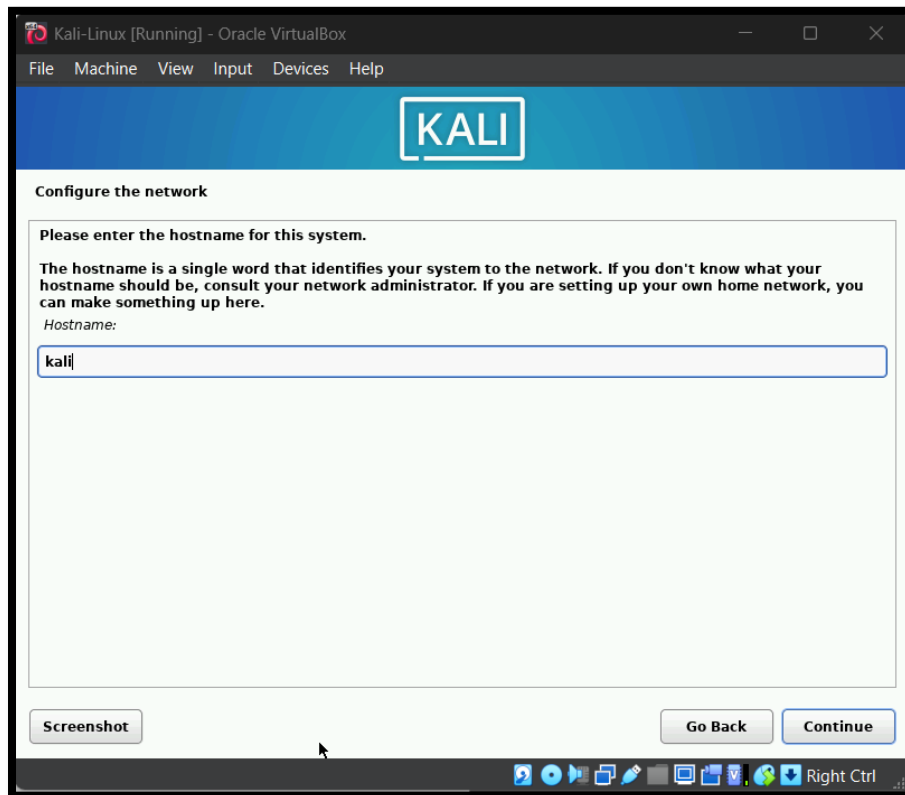 Kali-Linux [Running] - Oracle VirtualBox
File Machine View Input Devices Help
KALI
Configure the network
Please enter the hostname for this system.
The hostname is a single word that identifies your system to the network. If you don't know what your
hostname should be, consult your network administrator. If you are setting up your own home network, you
can make something up here.
Hostname:
kali
Screenshot Go Back Continue
Right Ctrl